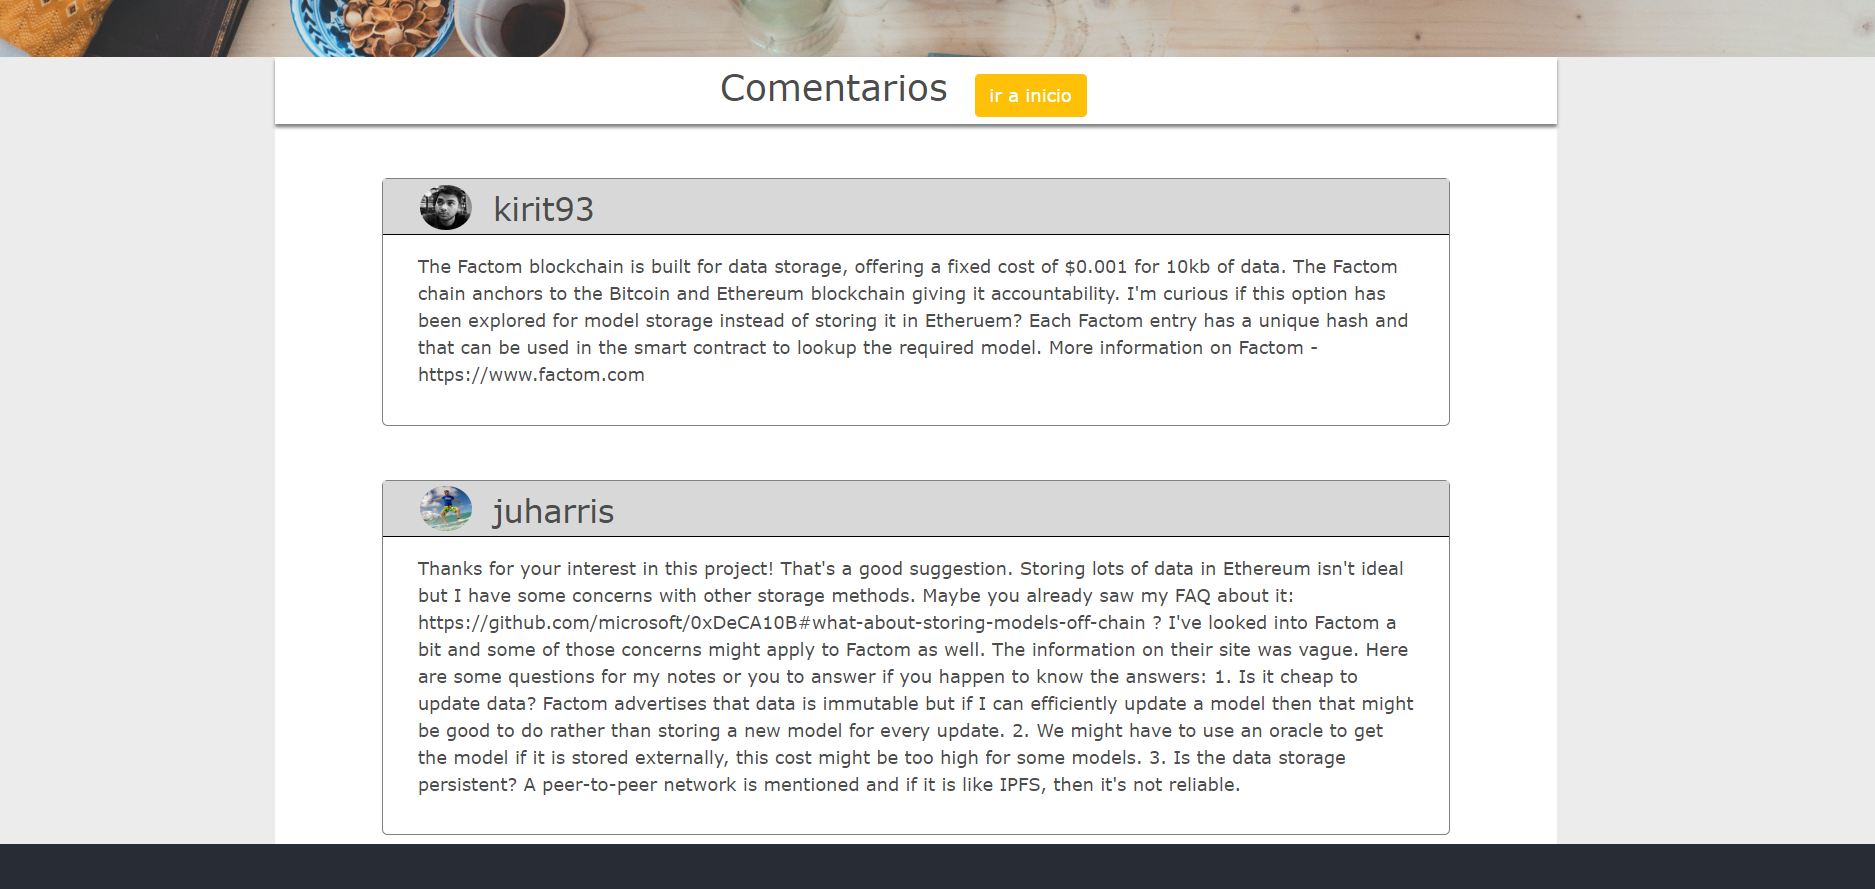 Comentarios
ir a inicio
kirit93
The Factom blockchain is built for data storage, offering a fixed cost of $0.001 for 10kb of data. The Factom
chain anchors to the Bitcoin and Ethereum blockchain giving it accountability. I'm curious if this option has
been explored for model storage instead of storing it in Etheruem? Each Factom entry has a unique hash and
that can be used in the smart contract to lookup the required model. More information on Factom -
https://www.factom.com
juharris
Thanks for your interest in this project! That's a good suggestion. Storing lots of data in Ethereum isn't ideal
but I have some concerns with other storage methods. Maybe you already saw my FAQ about it:
https://github.com/microsoft/0xDeCA10B#what-about-storing-models-off-chain ? I've looked into Factom a
bit and some of those concerns might apply to Factom as well. The information on their site was vague. Here
are some questions for my notes or you to answer if you happen to know the answers: 1. Is it cheap to
update data? Factom advertises that data is immutable but if I can efficiently update a model then that might
be good to do rather than storing a new model for every update. 2. We might have to use an oracle to get
the model if it is stored externally, this cost might be too high for some models. 3. Is the data storage
persistent? A peer-to-peer network is mentioned and if it is like IPFS, then it's not reliable.